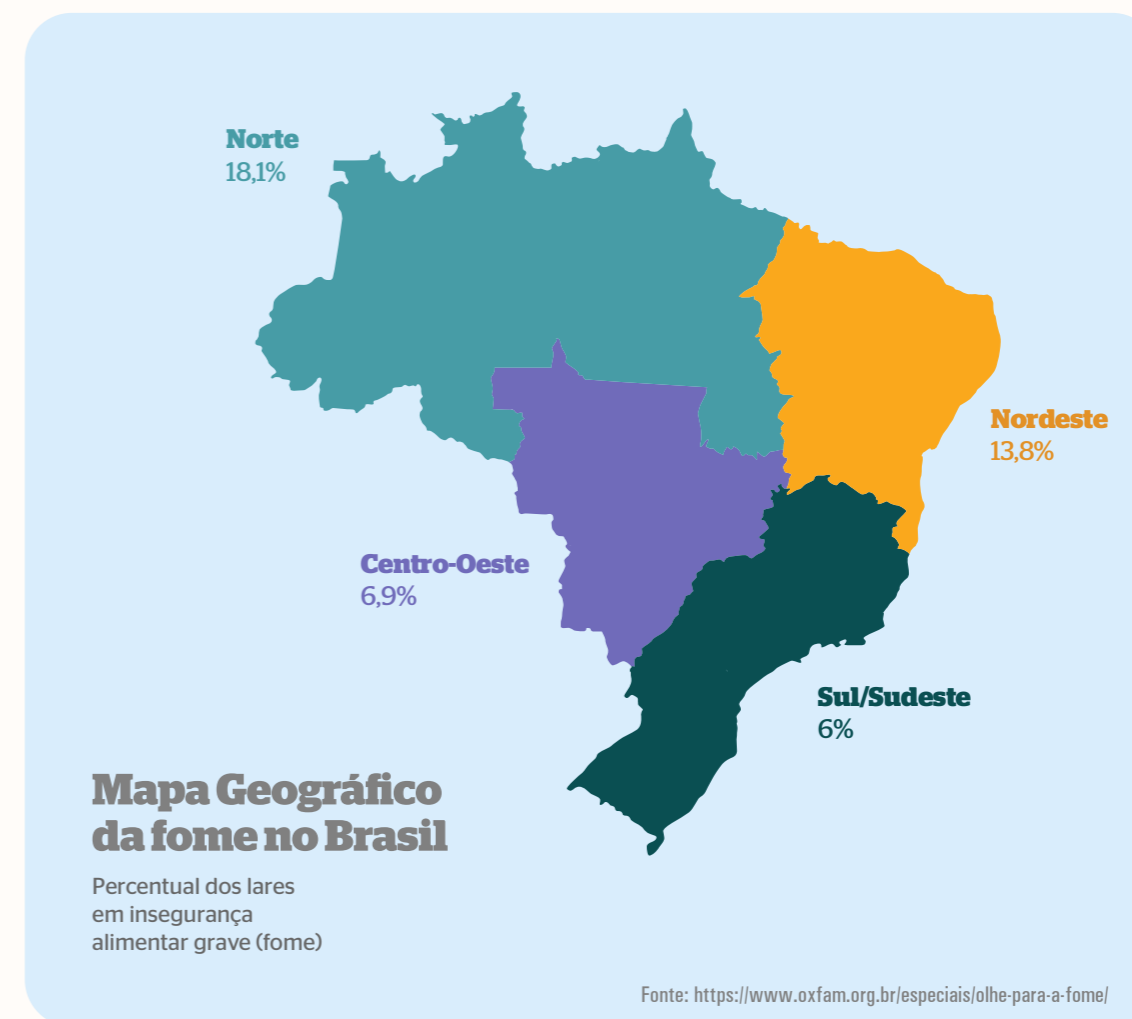 Norte
18,1%
Nordeste
13,8%
Centro-Oeste
6,9%
Sul/Sudeste
6%
Mapa Geográfico
da fome no Brasil
Percentual dos lares
em insegurança
alimentar grave (fome)
Fonte: https://www.oxfam.org.br/especiais/olhe-para-a-fome/